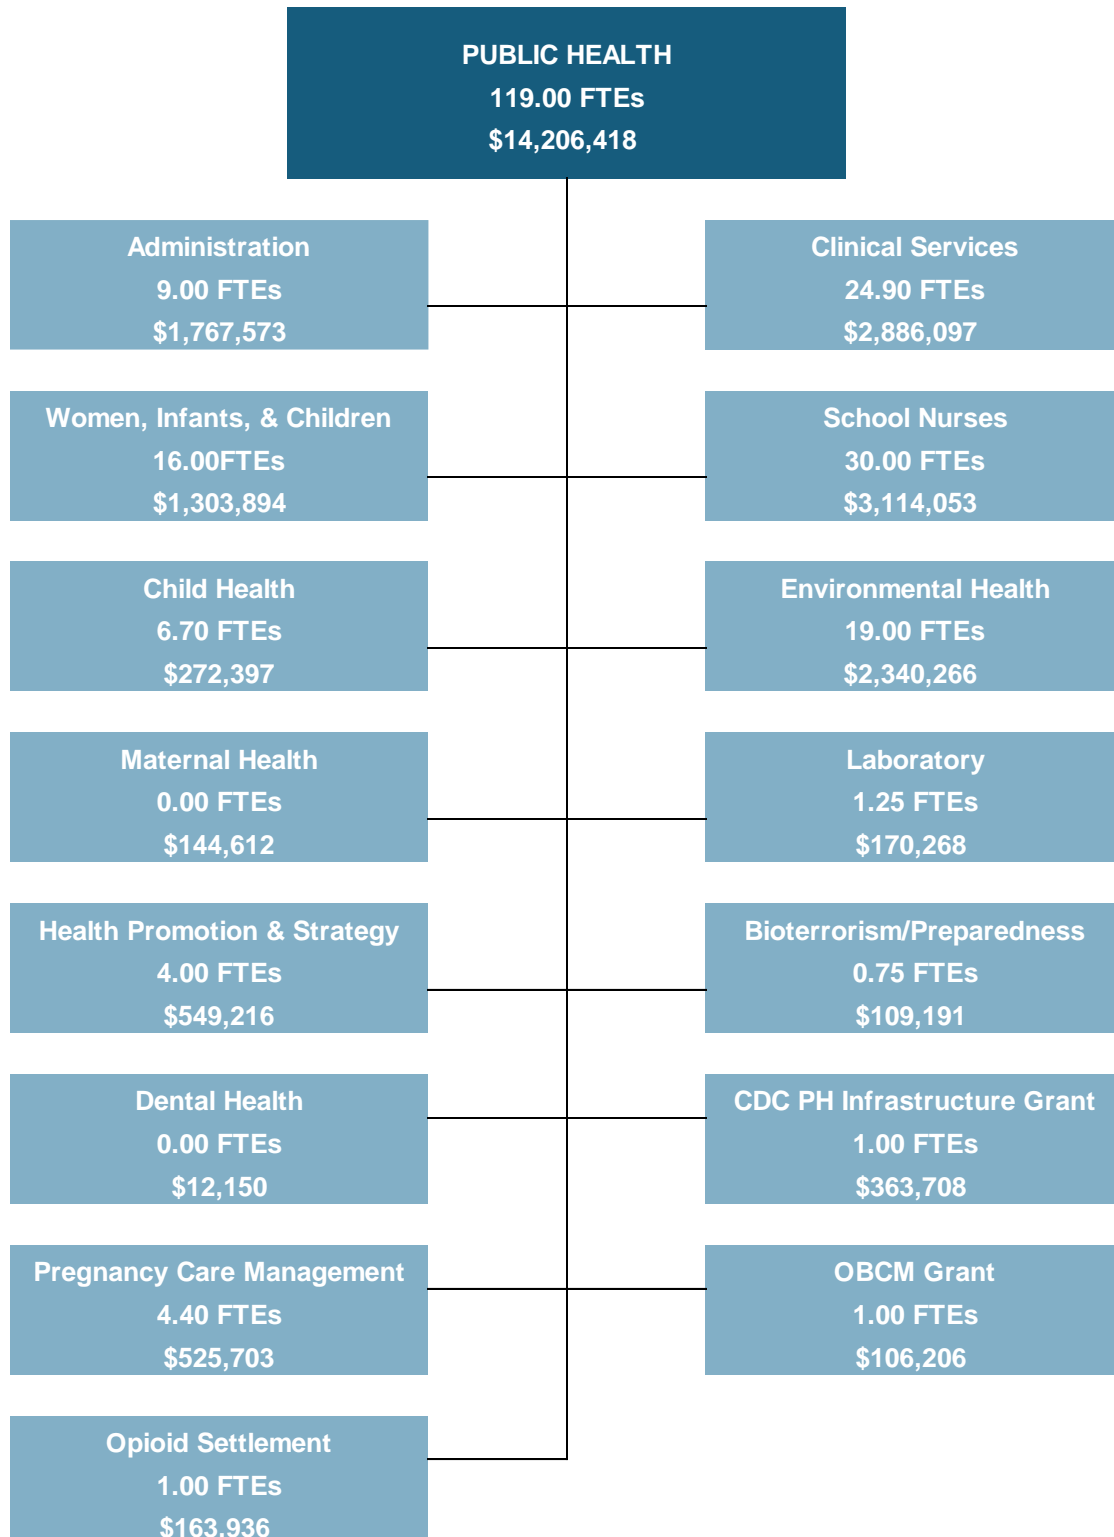 PUBLIC HEALTH
119.00 FTEs
$14,206,418
Administration
9.00 FTEs
$1,767,573
Clinical Services
24.90 FTEs
$2,886,097
Women, Infants, & Children
16.00FTEs
$1,303,894
School Nurses
30.00 FTEs
$3,114,053
Child Health
6.70 FTEs
$272,397
Environmental Health
19.00 FTEs
$2,340,266
Maternal Health
0.00 FTEs
$144,612
Laboratory
1.25 FTEs
$170,268
Health Promotion & Strategy
4.00 FTEs
$549,216
Bioterrorism/Preparedness
0.75 FTEs
$109,191
Dental Health
0.00 FTEs
$12,150
CDC PH Infrastructure Grant
1.00 FTEs
$363,708
Pregnancy Care Management
4.40 FTEs
$525,703
OBCM Grant
1.00 FTEs
$106,206
Opioid Settlement
1.00 FTEs
$163,936